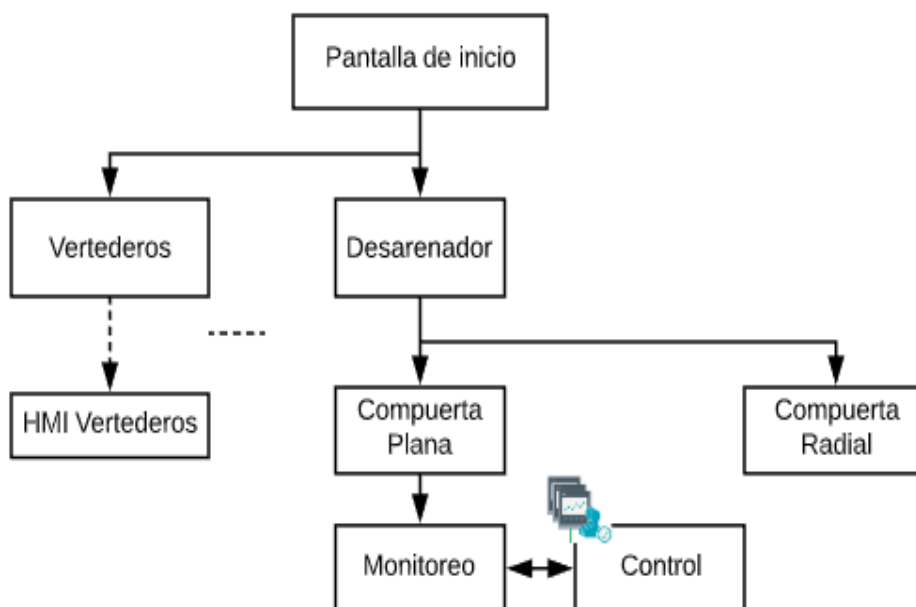 Pantalla de inicio
Vertederos
Desarenador
HMI Vertederos
Compuerta
Plana
Compuerta
Radial
Monitoreo
Control